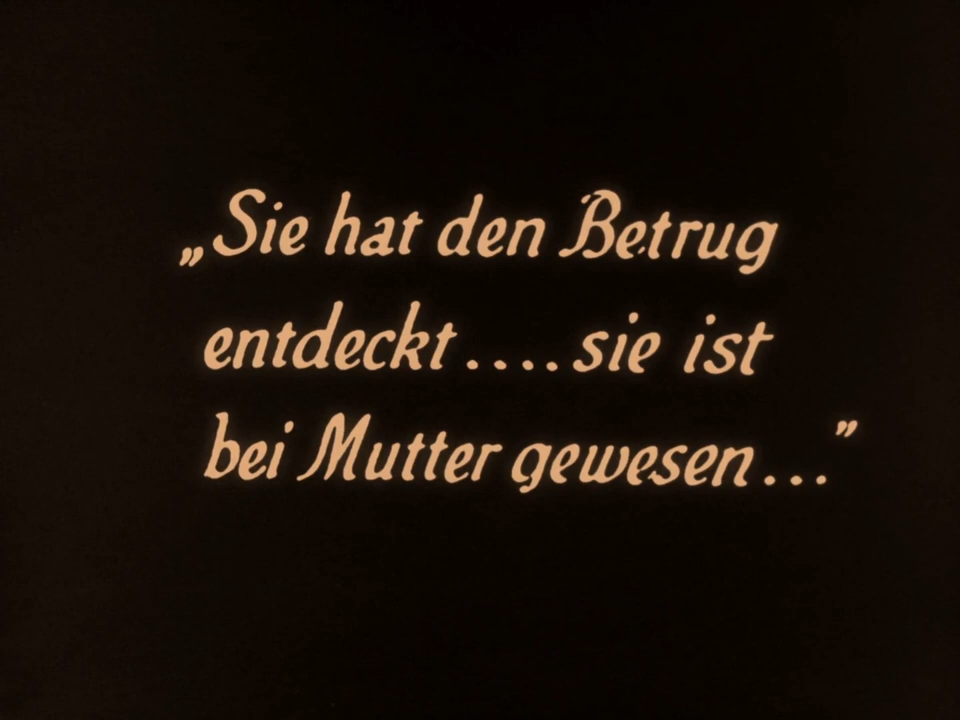 „Sie hat den Betrug
entdeckt.... sie ist
bei Mutter gewesen..."